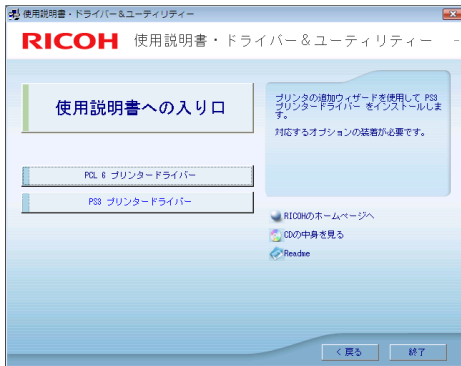 使用説明書・ドライバー&ユーティリティー
RICOH 使用説明書・ドライバー&ユーティリティー -
使用説明書への入り口
プリンタの追加ウィザードを使用して PS3
プリンタードライバー をインストールしま
す。
対応するオプションの装着が必要です。
PCL 6 プリンタードライバー
PS3 プリンタードライバー
RICOHのホームページへ
CDの中身を見る
Readme
< 戻る
終了